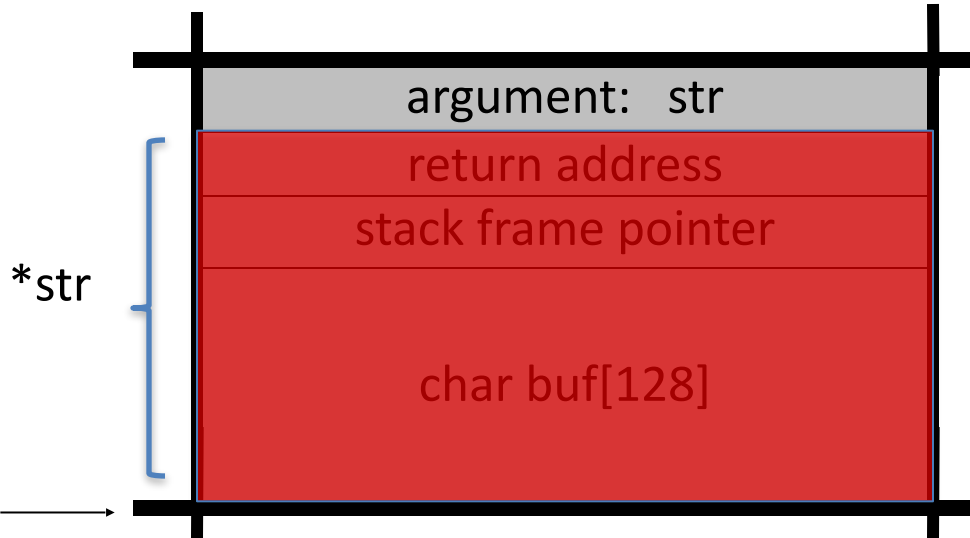 argument: str
return address
stack frame pointer
*str
char buf[128]